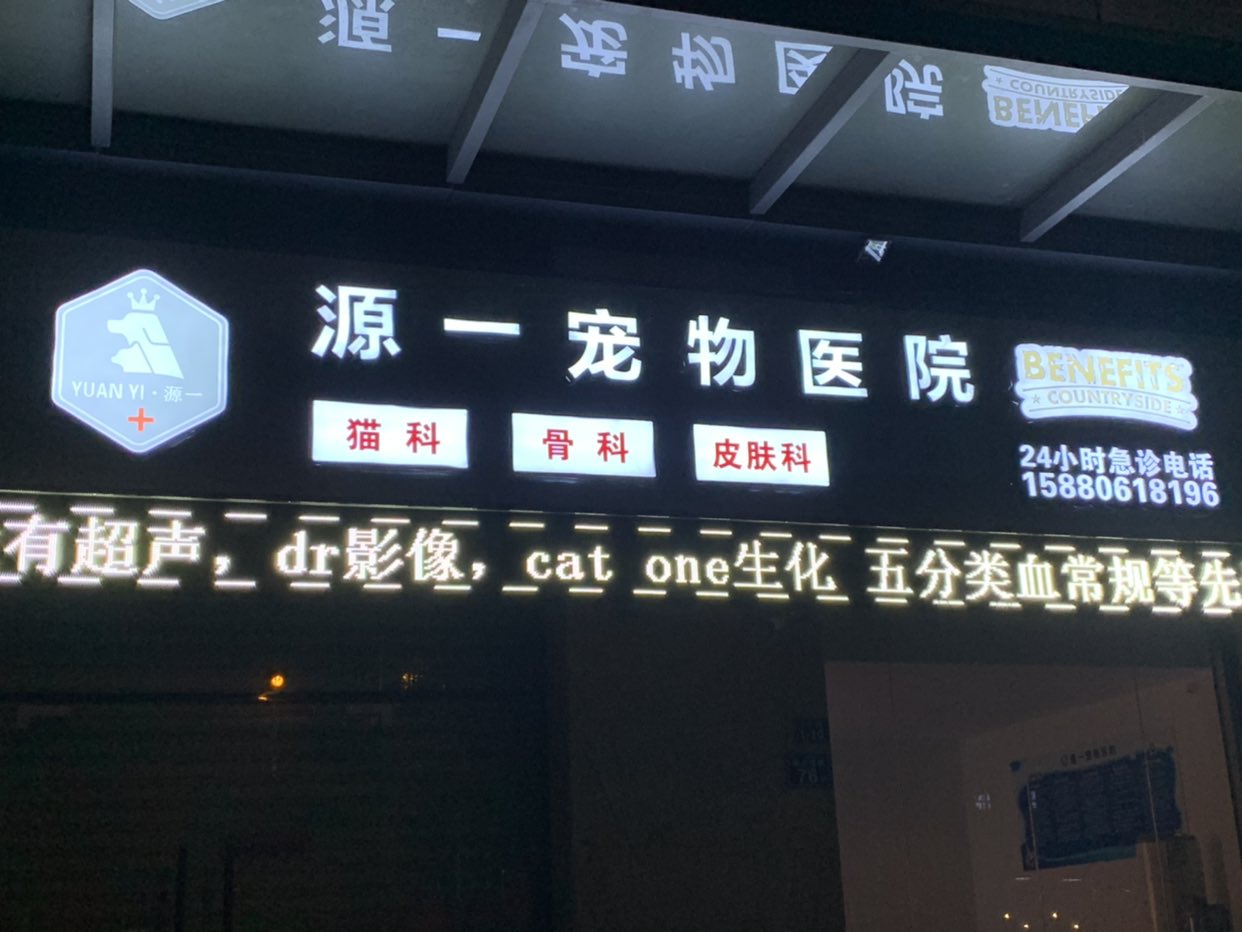 源一宠物医院
YUAN YI·源一
BENEFITS
★ COUNTRYSIDE ★
猫科
骨科
皮肤科
24小时急诊电话
15880618196
有超声，dr影像，cat one生化 五分类血常规等先
78